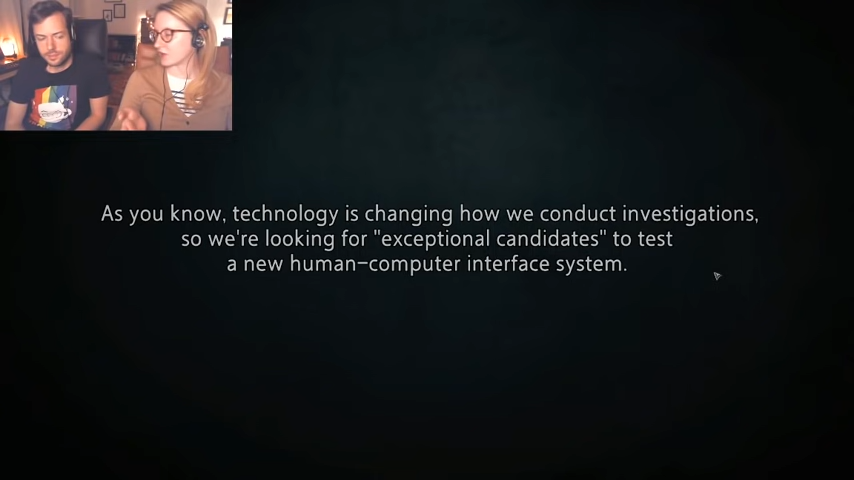 As you know, technology is changing how we conduct investigations,
so we're looking for "exceptional candidates" to test
a new human-computer interface system.